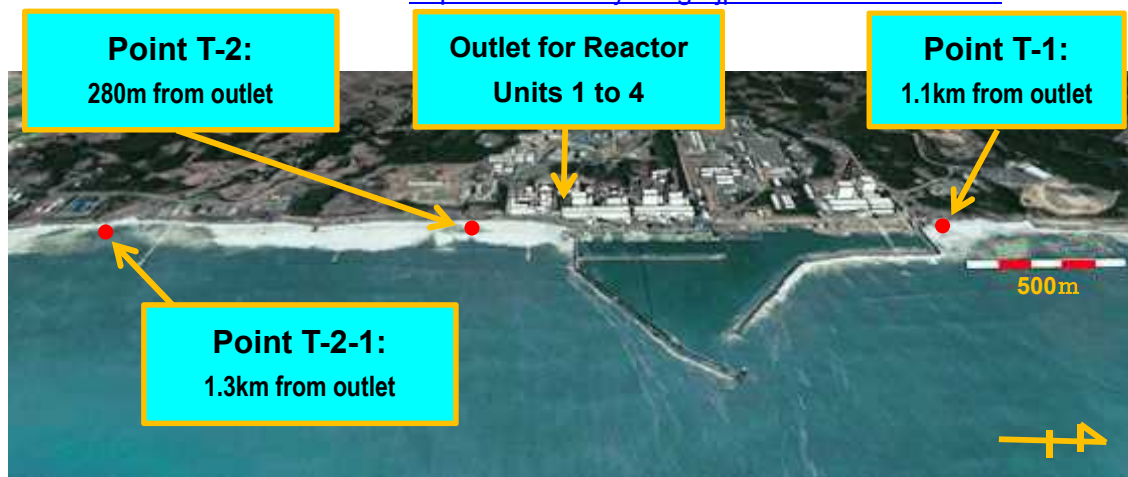 Point T-2:
280m from outlet
Outlet for Reactor
Units 1 to 4
Point T-1:
1.1km from outlet
500m
Point T-2-1:
1.3km from outlet